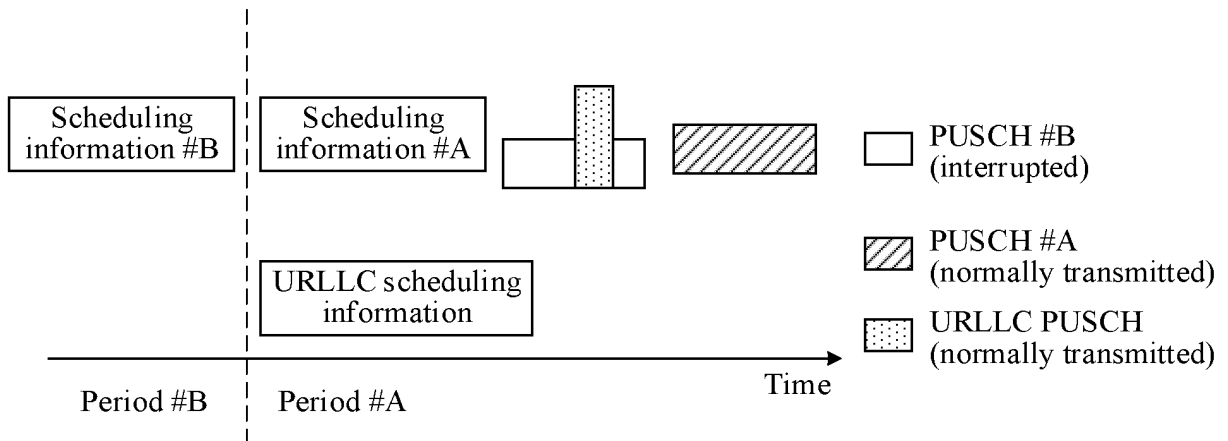 Scheduling
information #B
Scheduling
information #A
URLLC scheduling
information
PUSCH #B
(interrupted)
PUSCH #A
(normally transmitted)
URLLC PUSCH
(normally transmitted)
Time
Period #B
Period #A